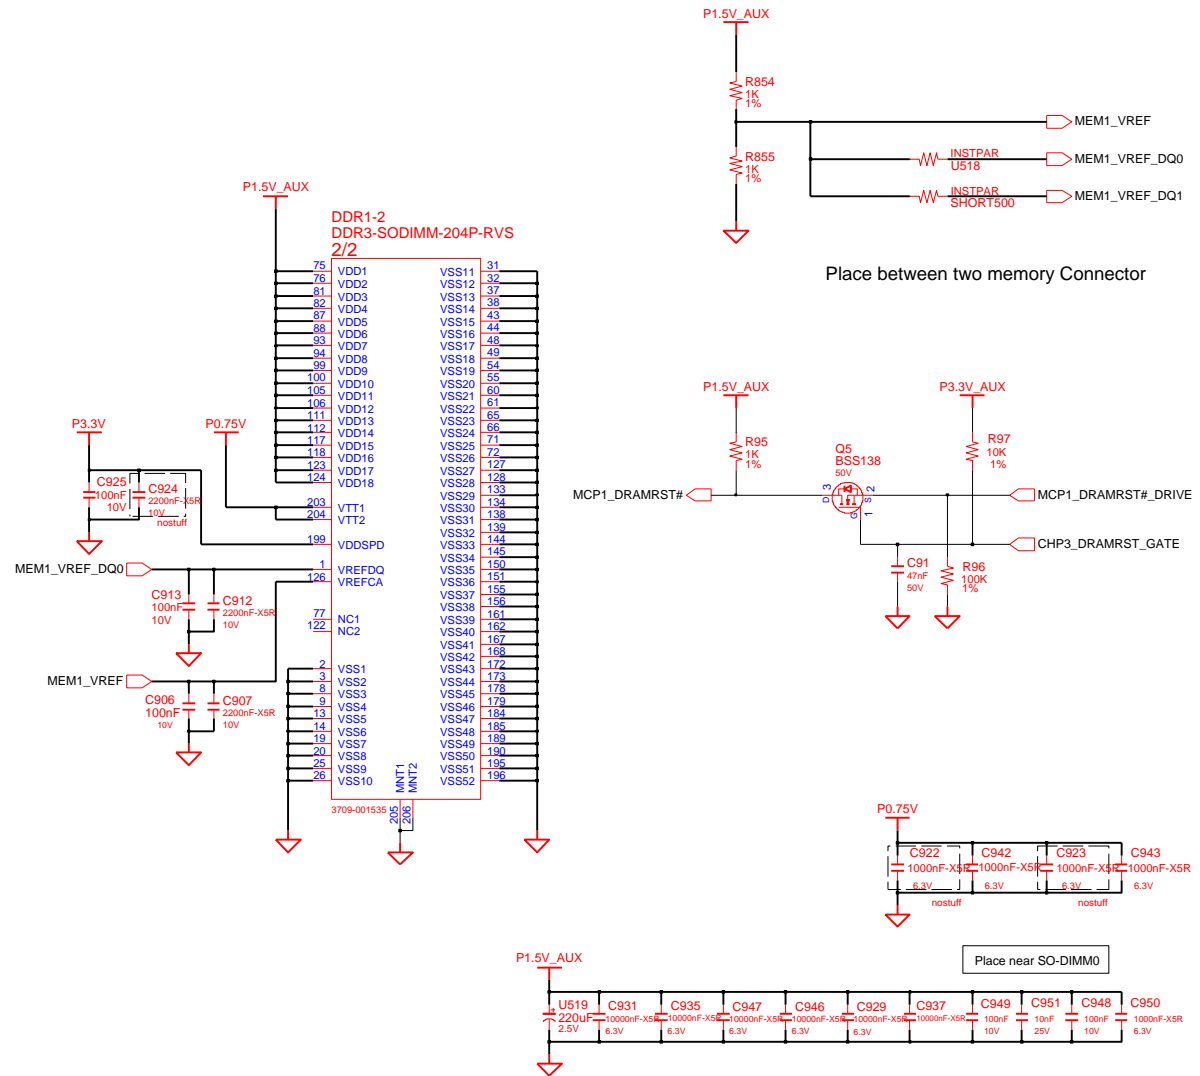 P1.5V_AUX
R854
1K
1%
MEM1_VREF
R855
1K
1%
INSTPAR
U518
MEM1_VREF_DQ0
INSTPAR
SHORT500
MEM1_VREF_DQ1
Place between two memory Connector
P1.5V_AUX
DDR1-2
DDR3-SODIMM-204P-RVS
2/2
75 VDD1 VSS11 31
76 VDD2 VSS12 32
81 VDD3 VSS13 37
82 VDD4 VSS14 38
87 VDD5 VSS15 43
88 VDD6 VSS16 44
93 VDD7 VSS17 48
94 VDD8 VSS18 49
99 VDD9 VSS19 54
100 VDD10 VSS20 55
105 VDD11 VSS21 60
106 VDD12 VSS22 61
111 VDD13 VSS23 65
112 VDD14 VSS24 66
117 VDD15 VSS25 71
118 VDD16 VSS26 72
123 VDD17 VSS27 127
124 VDD18 VSS28 128
VSS29 133
203 VTT1 VSS30 134
204 VTT2 VSS31 138
VSS32 139
199 VDDSPD VSS33 144
VSS34 145
1 VREFDQ VSS35 150
126 VREFCA VSS36 151
VSS37 155
VSS38 156
77 NC1 VSS39 161
122 NC2 VSS40 162
VSS41 167
VSS42 168
2 VSS1 VSS43 172
3 VSS2 VSS44 173
8 VSS3 VSS45 178
9 VSS4 VSS46 179
13 VSS5 VSS47 184
14 VSS6 VSS48 185
19 VSS7 VSS49 189
20 VSS8 VSS50 190
25 VSS9 VSS51 195
26 VSS10 VSS52 196
MNT1
MNT2
205
206
3709-001535
P3.3V
P0.75V
C925
100nF
10V
C924
2200nF-X5R
10V
nostuff
MEM1_VREF_DQ0
C913
100nF
10V
C912
2200nF-X5R
10V
MEM1_VREF
C906
100nF
10V
C907
2200nF-X5R
10V
P1.5V_AUX
P3.3V_AUX
R95
1K
1%
Q5
BSS138
50V
R97
10K
1%
MCP1_DRAMRST#
D 3
S 2
G 1
MCP1_DRAMRST#_DRIVE
CHP3_DRAMRST_GATE
C91
47nF
50V
R96
100K
1%
P0.75V
C922
1000nF-X5R
6.3V
nostuff
C942
1000nF-X5R
6.3V
C923
1000nF-X5R
6.3V
nostuff
C943
1000nF-X5R
6.3V
Place near SO-DIMM0
P1.5V_AUX
U519
220uF
2.5V
C931
10000nF-X5R
6.3V
C935
10000nF-X5R
6.3V
C947
10000nF-X5R
6.3V
C946
10000nF-X5R
6.3V
C929
10000nF-X5R
6.3V
C937
10000nF-X5R
C949
100nF
10V
C951
10nF
25V
C948
100nF
10V
C950
1000nF-X5R
6.3V